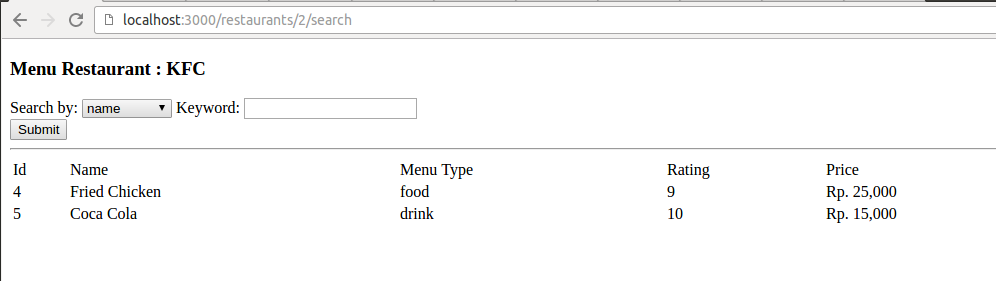 localhost:3000/restaurants/2/search
Menu Restaurant : KFC
Search by: name Keyword:
Submit
Id Name Menu Type Rating Price
4 Fried Chicken food 9 Rp. 25,000
5 Coca Cola drink 10 Rp. 15,000